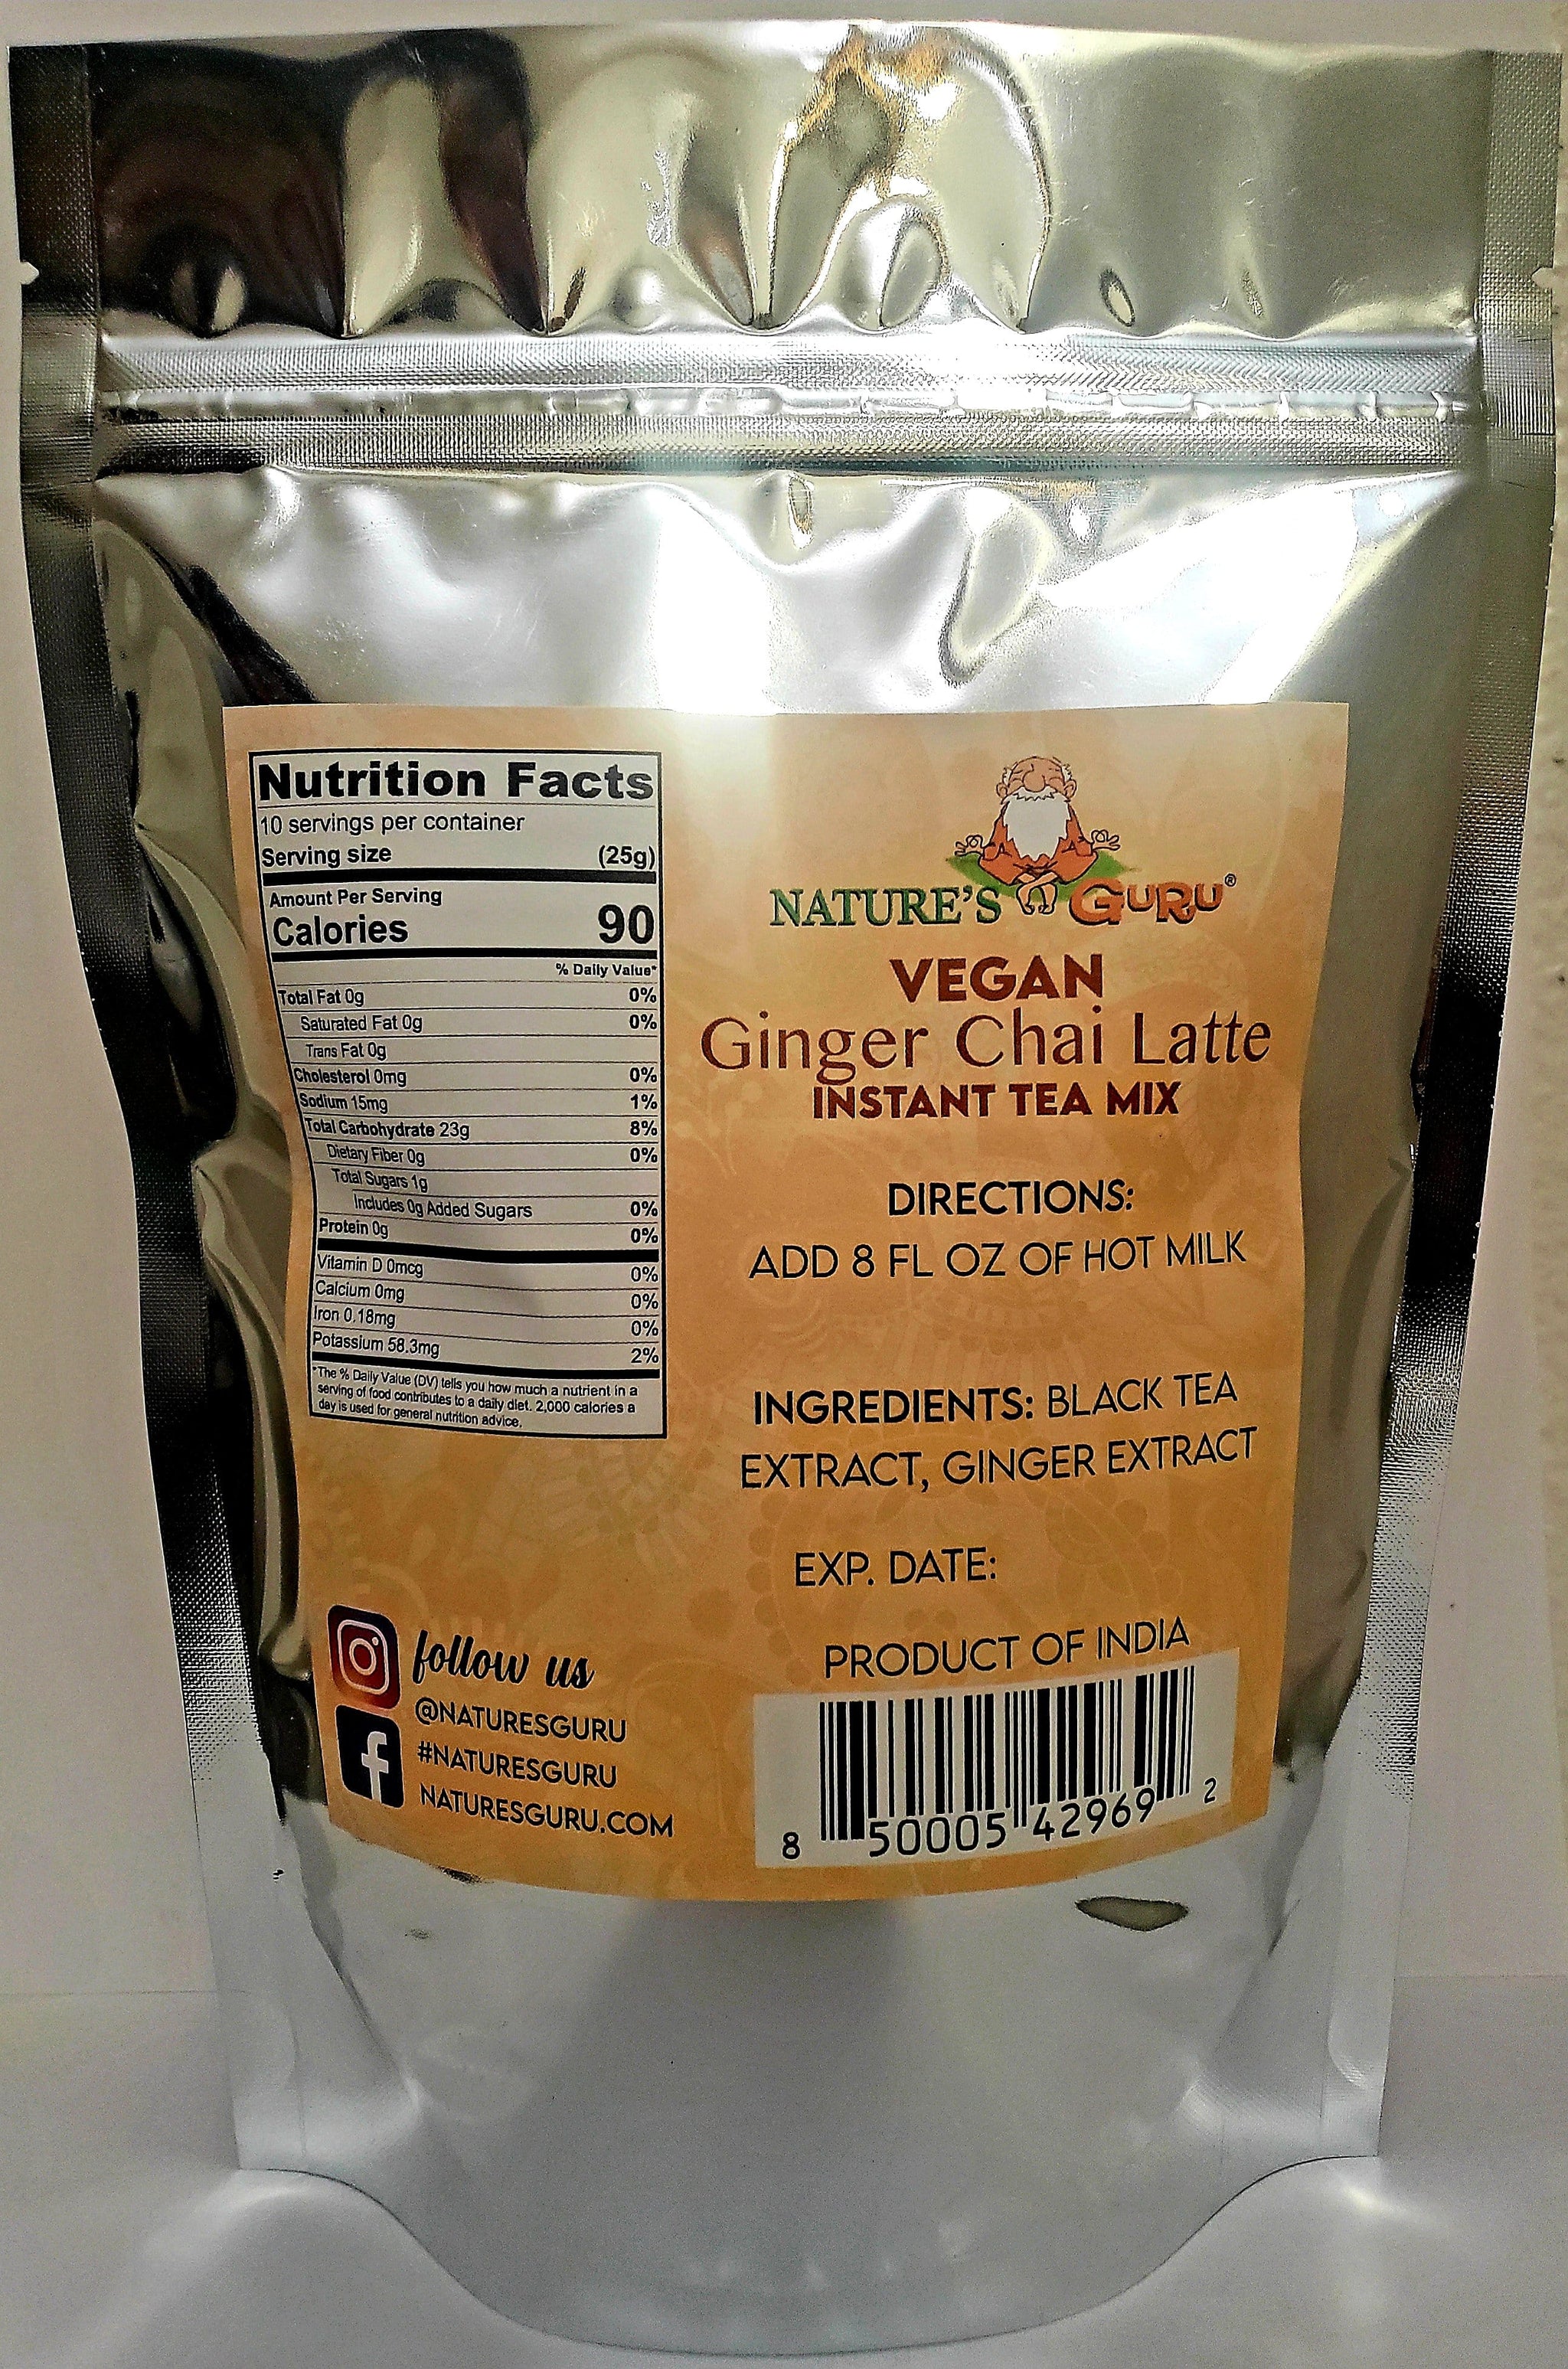 Nutrition Facts
10 servings per container
Serving size (25g)
Amount Per Serving
Calories 90
% Daily Value*
Total Fat 0g 0%
Saturated Fat 0g 0%
Trans Fat 0g
Cholesterol 0mg 0%
Sodium 15mg 1%
Total Carbohydrate 23g 8%
Dietary Fiber 0g 0%
Total Sugars 1g
Includes 0g Added Sugars 0%
Protein 0g 0%
Vitamin D 0mcg 0%
Calcium 0mg 0%
Iron 0.18mg 0%
Potassium 58.3mg 2%
*The % Daily Value (DV) tells you how much a nutrient in a
serving of food contributes to a daily diet. 2,000 calories a
day is used for general nutrition advice.
follow us
@NATURESGURU
#NATURESGURU
NATURESGURU.COM
NATURE'S GURU®
VEGAN
Ginger Chai Latte
INSTANT TEA MIX
DIRECTIONS:
ADD 8 FL OZ OF HOT MILK
INGREDIENTS: BLACK TEA
EXTRACT, GINGER EXTRACT
EXP. DATE:
PRODUCT OF INDIA
8 50005 42969 2